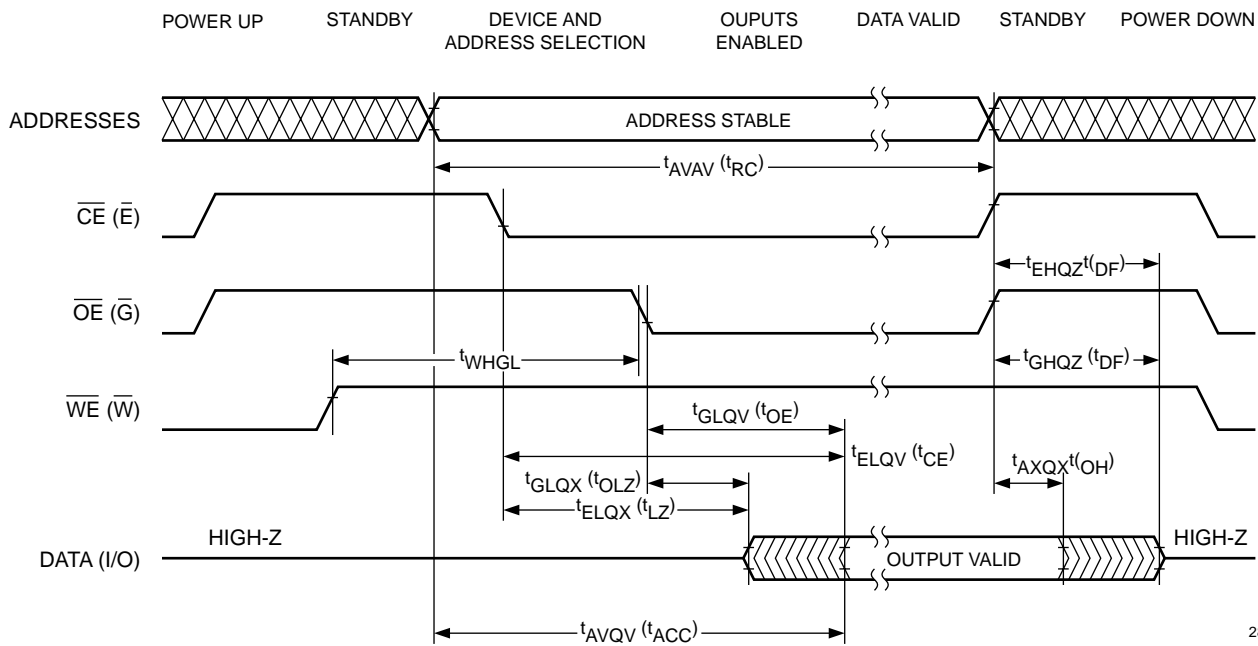 POWER UP
STANDBY
DEVICE AND
ADDRESS SELECTION
OUPUTS
ENABLED
DATA VALID
STANDBY
POWER DOWN
ADDRESSES
ADDRESS STABLE
tAVAV (tRC)
CE (E)
tEHQZt(DF)
OE (G)
tWHGL
tGHQZ (tDF)
WE (W)
tGLQV (tOE)
tELQV (tCE)
tGLQX (tOLZ)
tAXQXt(OH)
tELQX (tLZ)
HIGH-Z
HIGH-Z
DATA (I/O)
OUTPUT VALID
tAVQV (tACC)